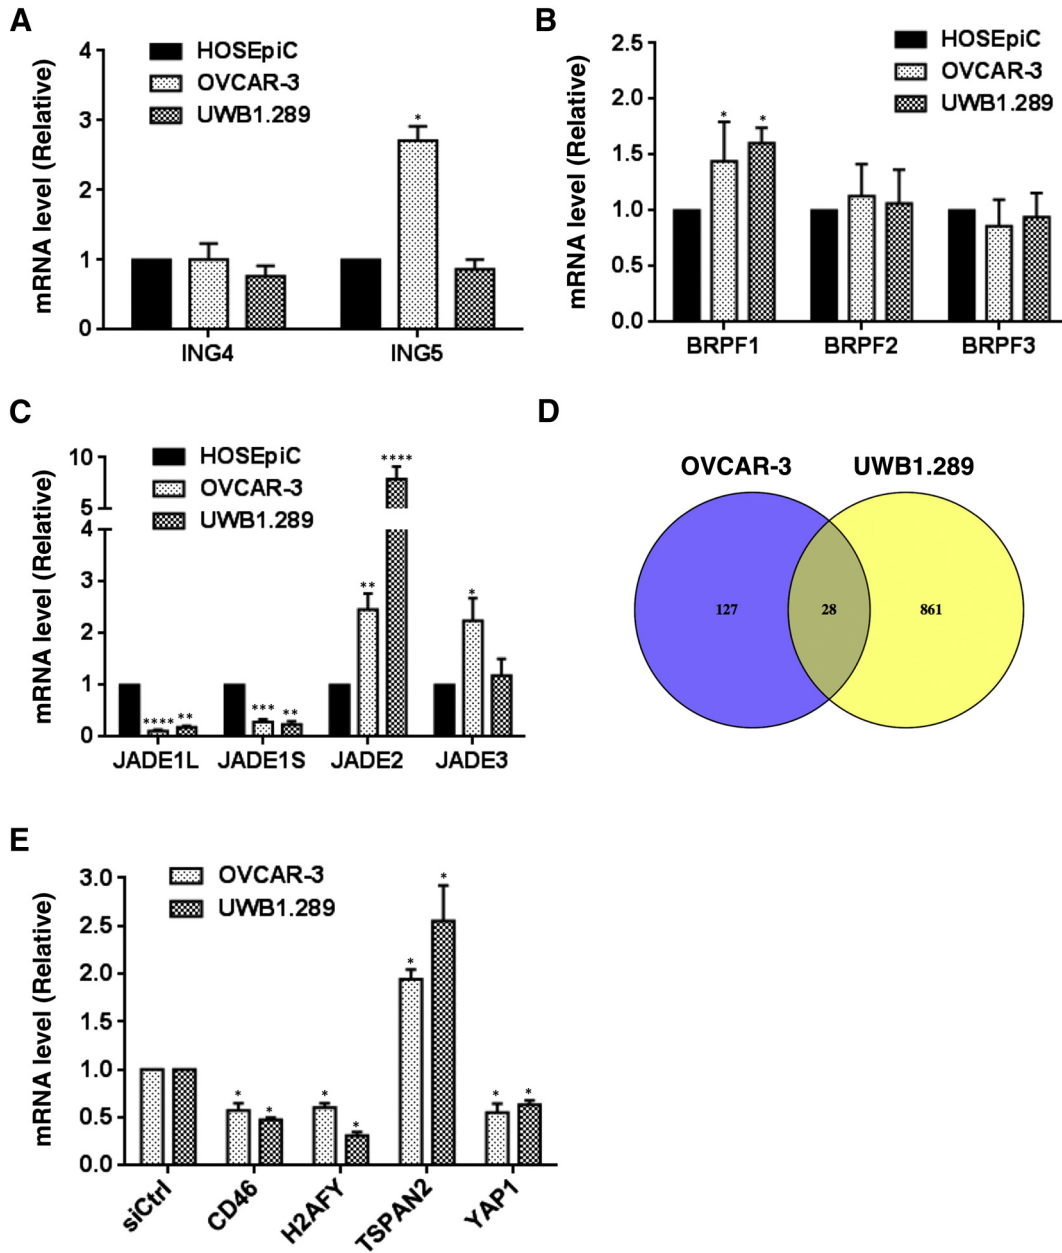 A
mRNA level (Relative)
4
3
2
1
0
HOSEpiC
OVCAR-3
UWB1.289
*
ING4
ING5
B
mRNA level (Relative)
2.5
2.0
1.5
1.0
0.5
0.0
HOSEpiC
OVCAR-3
UWB1.289
* *
BRPF1
BRPF2
BRPF3
C
mRNA level (Relative)
10
5
4
3
2
1
0
HOSEpiC
OVCAR-3
UWB1.289
**** **
*** **
** ****
*
JADE1L
JADE1S
JADE2
JADE3
D
OVCAR-3
UWB1.289
127
28
861
E
mRNA level (Relative)
3.0
2.5
2.0
1.5
1.0
0.5
0.0
OVCAR-3
UWB1.289
* *
* *
* *
* *
siCtrl
CD46
H2AFY
TSPAN2
YAP1